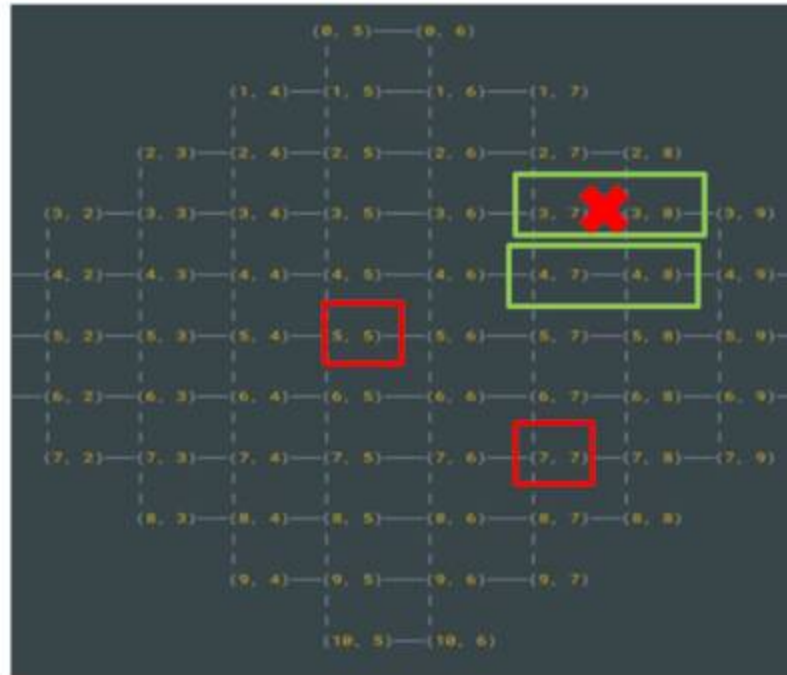 (0, 5)——(0, 6)
(1, 4)——(1, 5)——(1, 6)——(1, 7)
(2, 3)——(2, 4)——(2, 5)——(2, 6)——(2, 7)——(2, 8)
(3, 2)——(3, 3)——(3, 4)——(3, 5)——(3, 6)——(3, 7) (3, 8)——(3, 9)
(4, 2)——(4, 3)——(4, 4)——(4, 5)——(4, 6)——(4, 7)——(4, 8)——(4, 9)
(5, 2)——(5, 3)——(5, 4)——(5, 5)——(5, 6)——(5, 7)——(5, 8)——(5, 9)
(6, 2)——(6, 3)——(6, 4)——(6, 5)——(6, 6)——(6, 7)——(6, 8)——(6, 9)
(7, 2)——(7, 3)——(7, 4)——(7, 5)——(7, 6)——(7, 7)——(7, 8)——(7, 9)
(8, 3)——(8, 4)——(8, 5)——(8, 6)——(8, 7)——(8, 8)
(9, 4)——(9, 5)——(9, 6)——(9, 7)
(10, 5)——(10, 6)